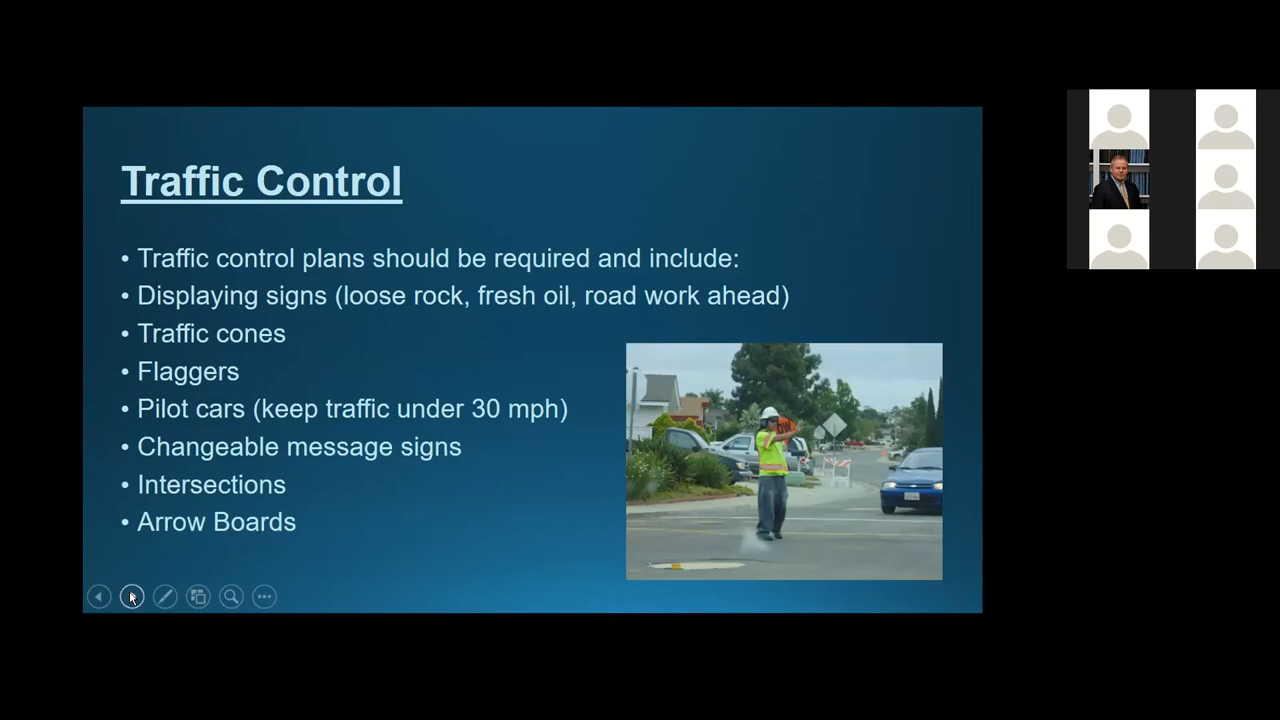 Traffic Control
• Traffic control plans should be required and include:
• Displaying signs (loose rock, fresh oil, road work ahead)
• Traffic cones
• Flaggers
• Pilot cars (keep traffic under 30 mph)
• Changeable message signs
• Intersections
• Arrow Boards